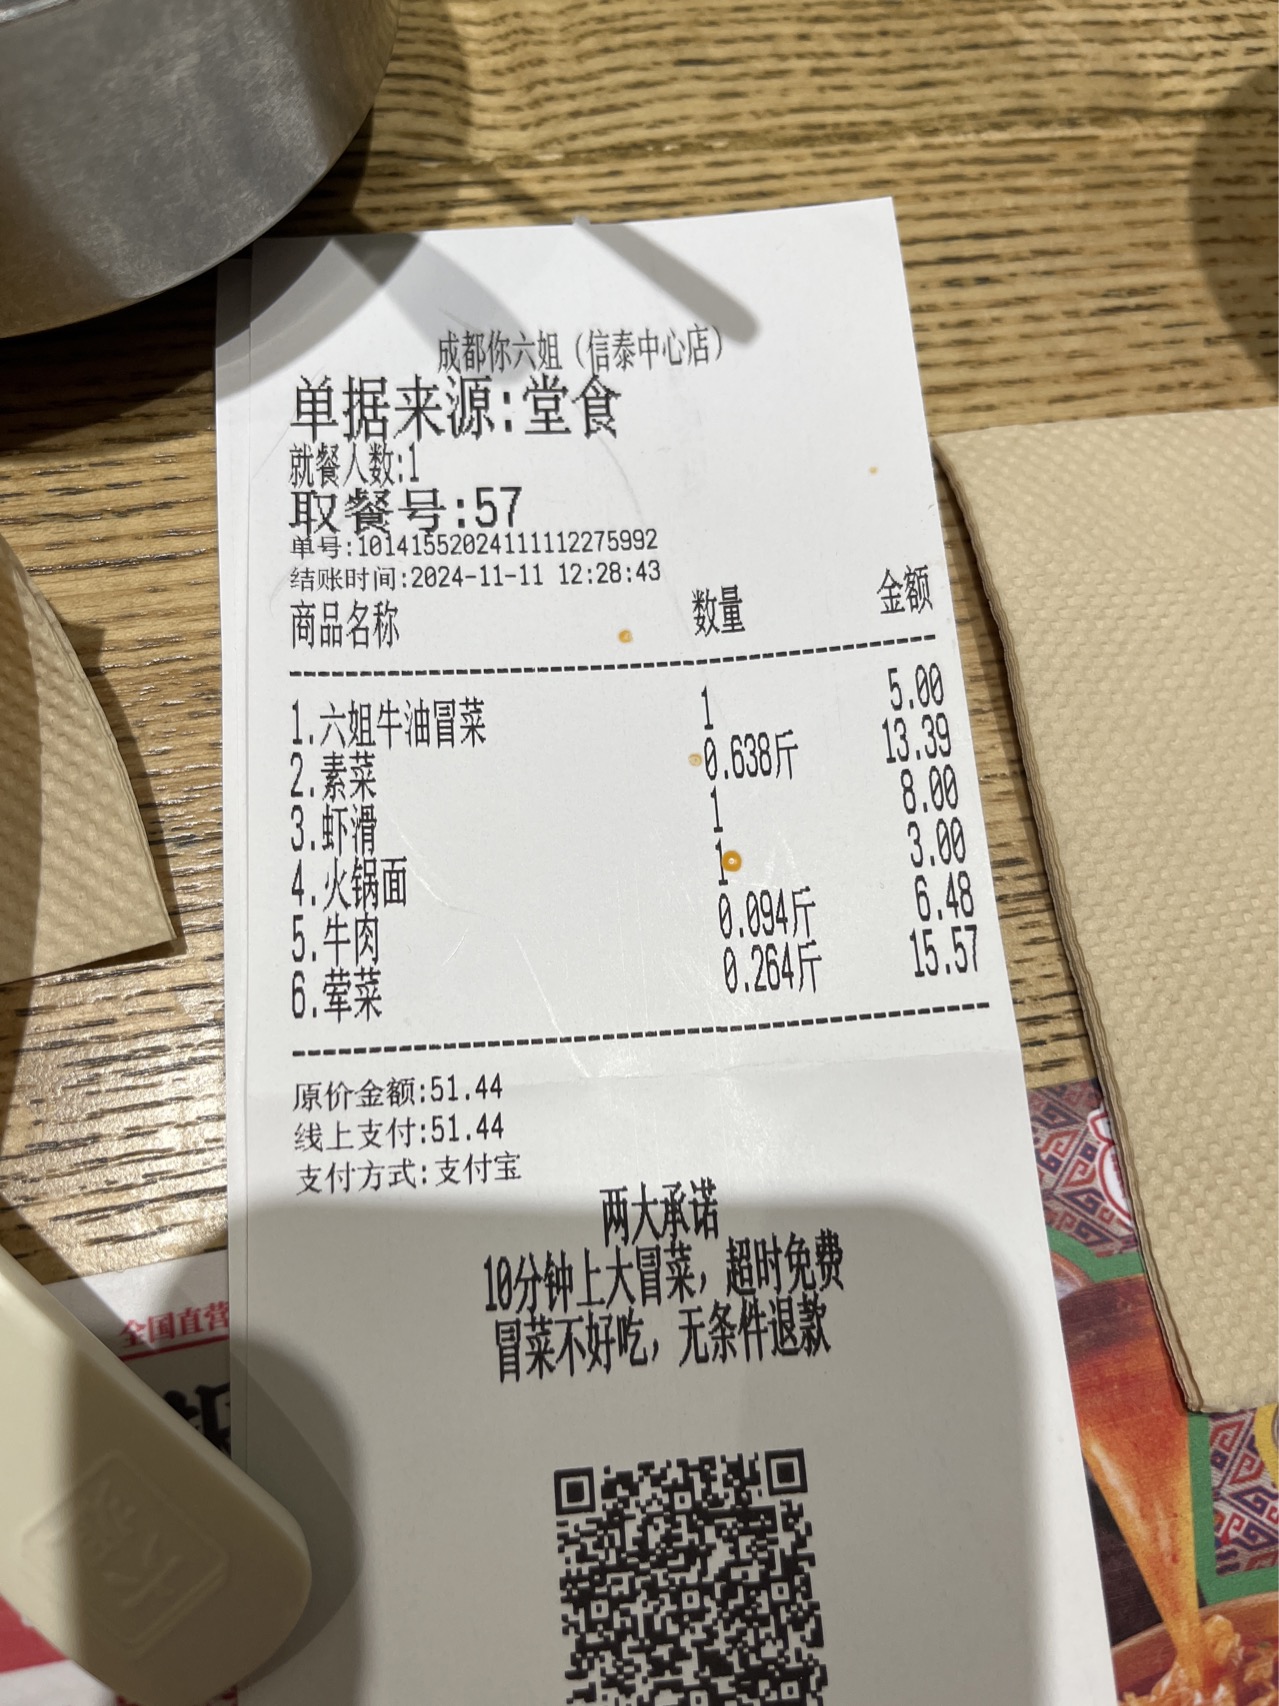 成都你六姐（信泰中心店）
单据来源:堂食
就餐人数:1
取餐号:57
单号:10141552024111112275992
结账时间:2024-11-11 12:28:43
商品名称 数量 金额
1.六姐牛油冒菜 1 5.00
2.素菜 0.638斤 13.39
3.虾滑 1 8.00
4.火锅面 1 3.00
5.牛肉 0.094斤 6.48
6.荤菜 0.264斤 15.57
原价金额:51.44
线上支付:51.44
支付方式:支付宝
两大承诺
10分钟上大冒菜，超时免费
冒菜不好吃，无条件退款
全国直营